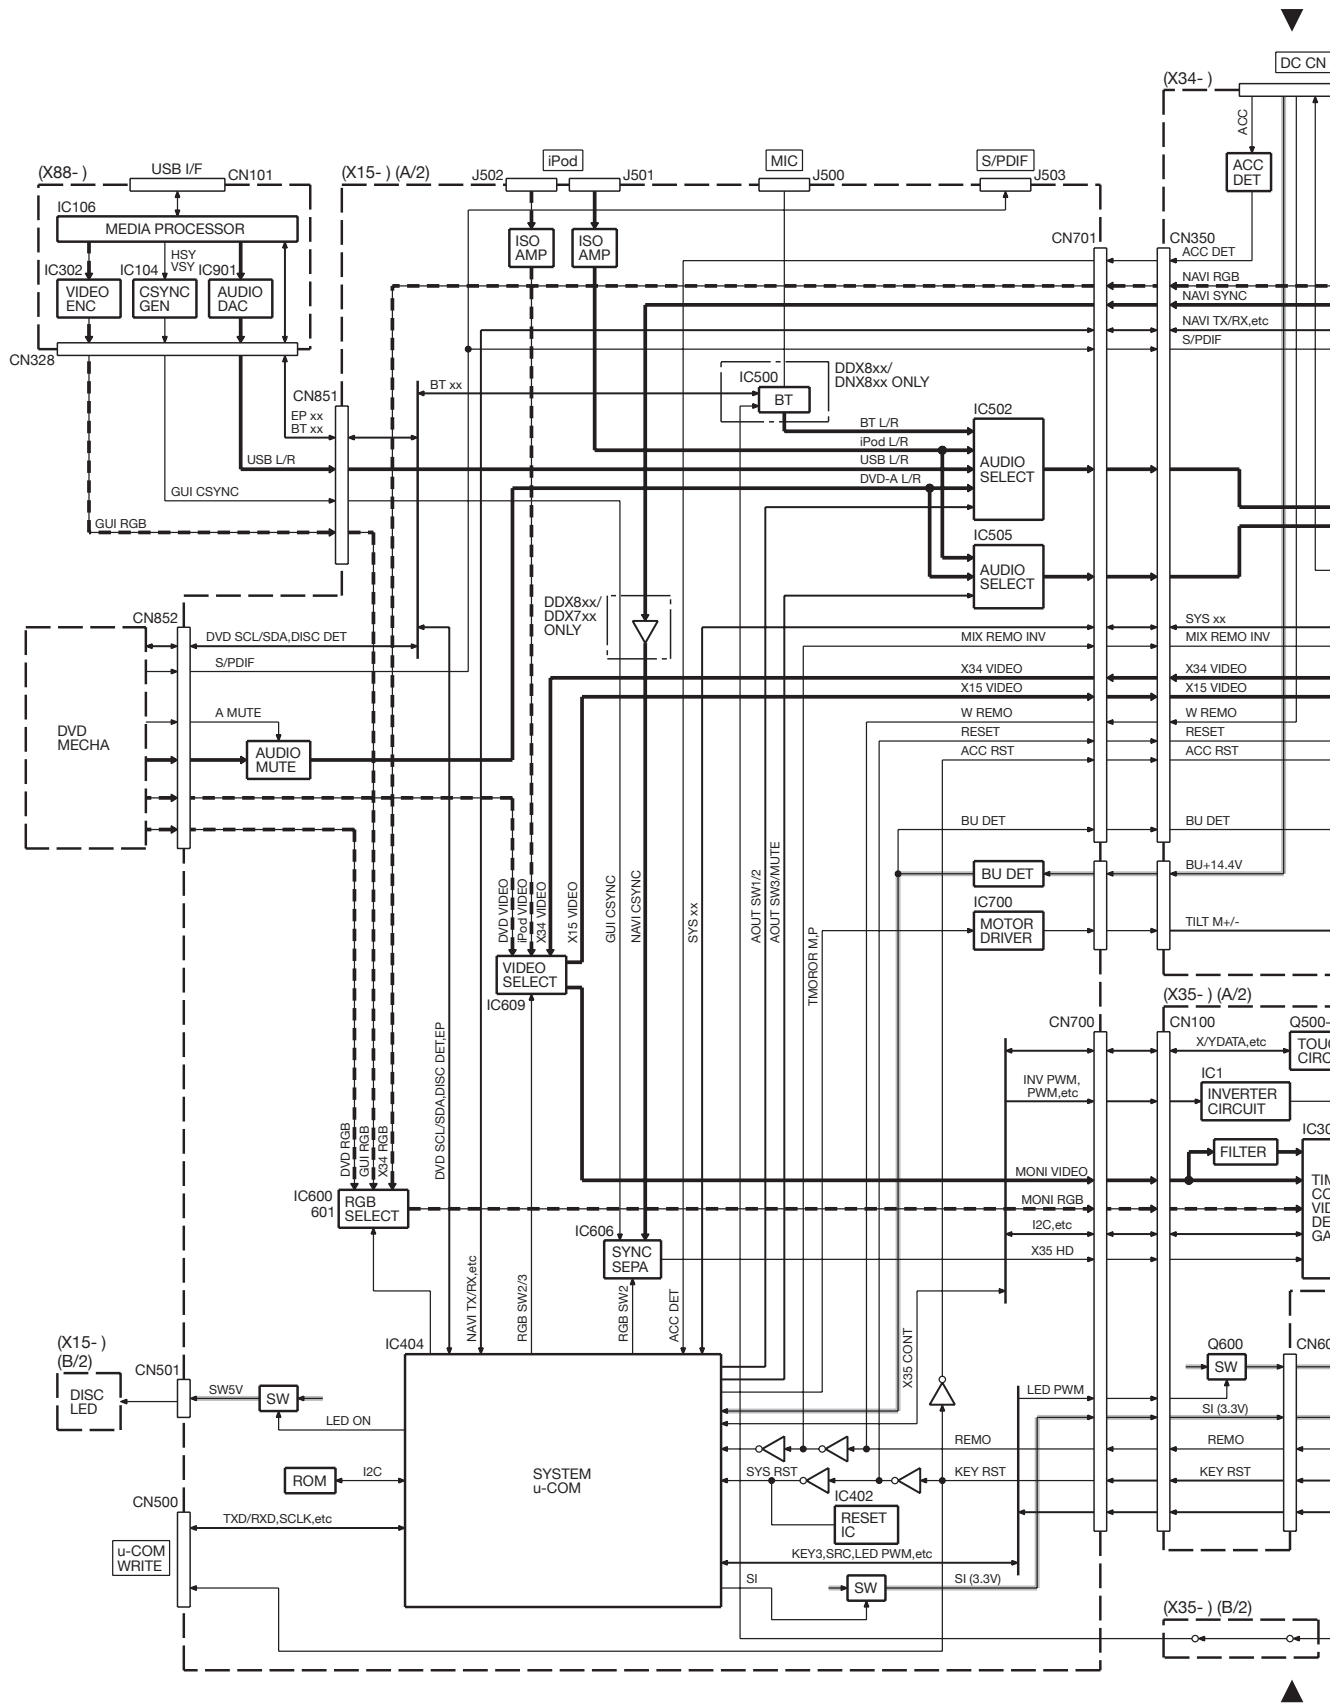 DC CN
(X34- )
ACC
ACC
DET
(X88- )
USB I/F
CN101
(X15- ) (A/2)
iPod
J502
J501
MIC
J500
S/PDIF
J503
IC106
MEDIA PROCESSOR
HSY
VSY
IC302
VIDEO
ENC
IC104
CSYNC
GEN
IC901
AUDIO
DAC
CN328
ISO
AMP
ISO
AMP
CN701
CN350
ACC DET
NAVI RGB
NAVI SYNC
NAVI TX/RX,etc
S/PDIF
CN851
EP xx
BT xx
BT xx
IC500
BT
DDX8xx/
DNX8xx ONLY
USB L/R
GUI CSYNC
GUI RGB
BT L/R
iPod L/R
USB L/R
DVD-A L/R
IC502
AUDIO
SELECT
IC505
AUDIO
SELECT
DDX8xx/
DDX7xx
ONLY
CN852
DVD SCL/SDA,DISC DET
S/PDIF
A MUTE
DVD
MECHA
AUDIO
MUTE
SYS xx
MIX REMO INV
MIX REMO INV
X34 VIDEO
X34 VIDEO
X15 VIDEO
X15 VIDEO
W REMO
W REMO
RESET
RESET
ACC RST
ACC RST
BU DET
BU DET
BU DET
BU+14.4V
IC700
MOTOR
DRIVER
TILT M+/-
DVD VIDEO
iPod VIDEO
X34 VIDEO
X15 VIDEO
GUI CSYNC
NAVI CSYNC
SYS xx
AOUT SW1/2
AOUT SW3/MUTE
TMOROR M,P
VIDEO
SELECT
IC609
(X35- ) (A/2)
CN700
CN100
Q500-
X/YDATA,etc
TOUC
CIRC
INV PWM,
PWM,etc
IC1
INVERTER
CIRCUIT
IC30
FILTER
TIM
CO
VID
DE
GA
MONI VIDEO
MONI RGB
I2C,etc
X35 HD
DVD RGB
GUI RGB
X34 RGB
DVD SCL/SDA,DISC DET,EP
IC600
601
RGB
SELECT
IC606
SYNC
SEPA
NAVI TX/RX,etc
RGB SW2/3
RGB SW2
ACC DET
X35 CONT
(X15- )
(B/2)
DISC
LED
CN501
SW5V
SW
LED ON
IC404
SYSTEM
u-COM
ROM
I2C
CN500
u-COM
WRITE
TXD/RXD,SCLK,etc
Q600
SW
CN60
LED PWM
SI (3.3V)
REMO
REMO
SYS RST
KEY RST
KEY RST
IC402
RESET
IC
KEY3,SRC,LED PWM,etc
SI
SW
SI (3.3V)
(X35- ) (B/2)